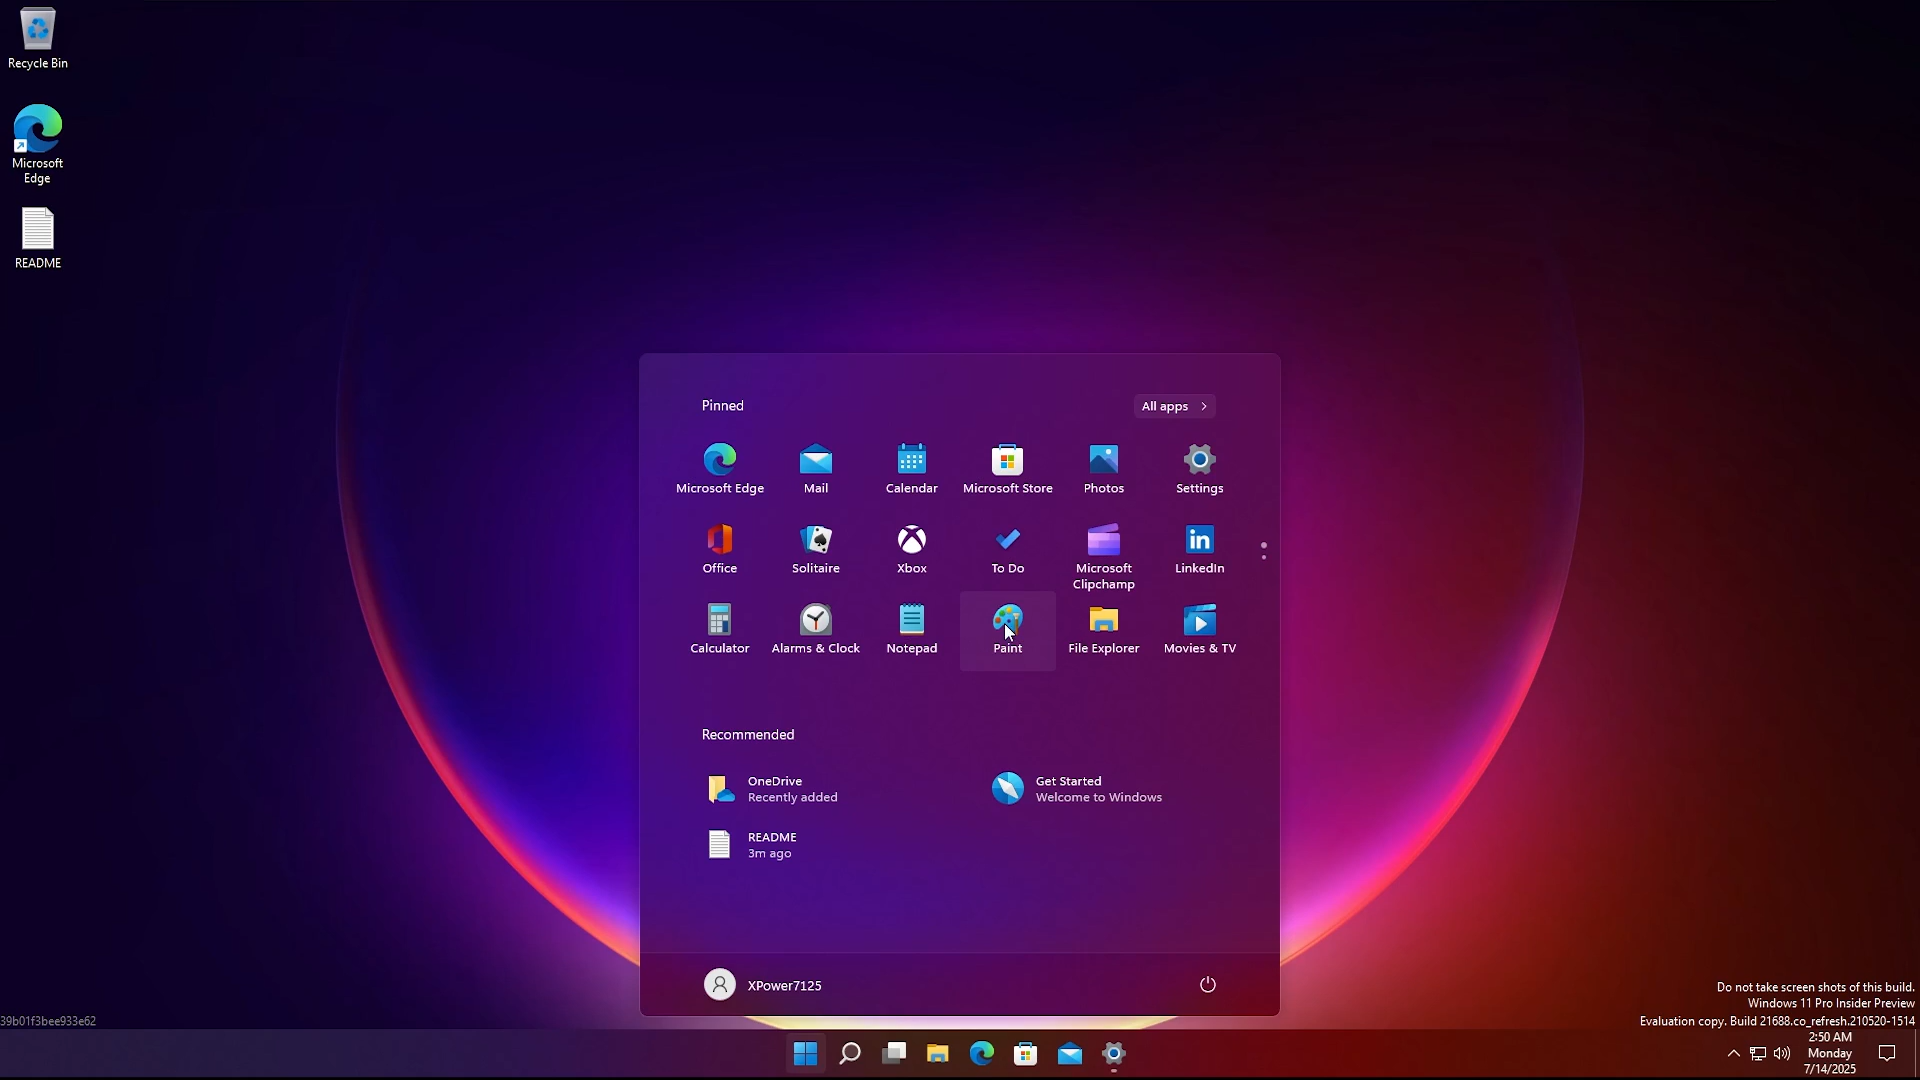 Recycle Bin
Microsoft
Edge
README
Pinned
All apps
Microsoft Edge
Mail
Calendar
Microsoft Store
Photos
Settings
Office
Solitaire
Xbox
To Do
Microsoft
Clipchamp
LinkedIn
Calculator
Alarms & Clock
Notepad
Paint
File Explorer
Movies & TV
Recommended
OneDrive
Recently added
Get Started
Welcome to Windows
README
3m ago
XPower7125
Do not take screen shots of this build.
Windows 11 Pro Insider Preview
Evaluation copy. Build 21688.co_refresh.210520-1514
39b01f3bee933e62
2:50 AM
Monday
7/14/2025